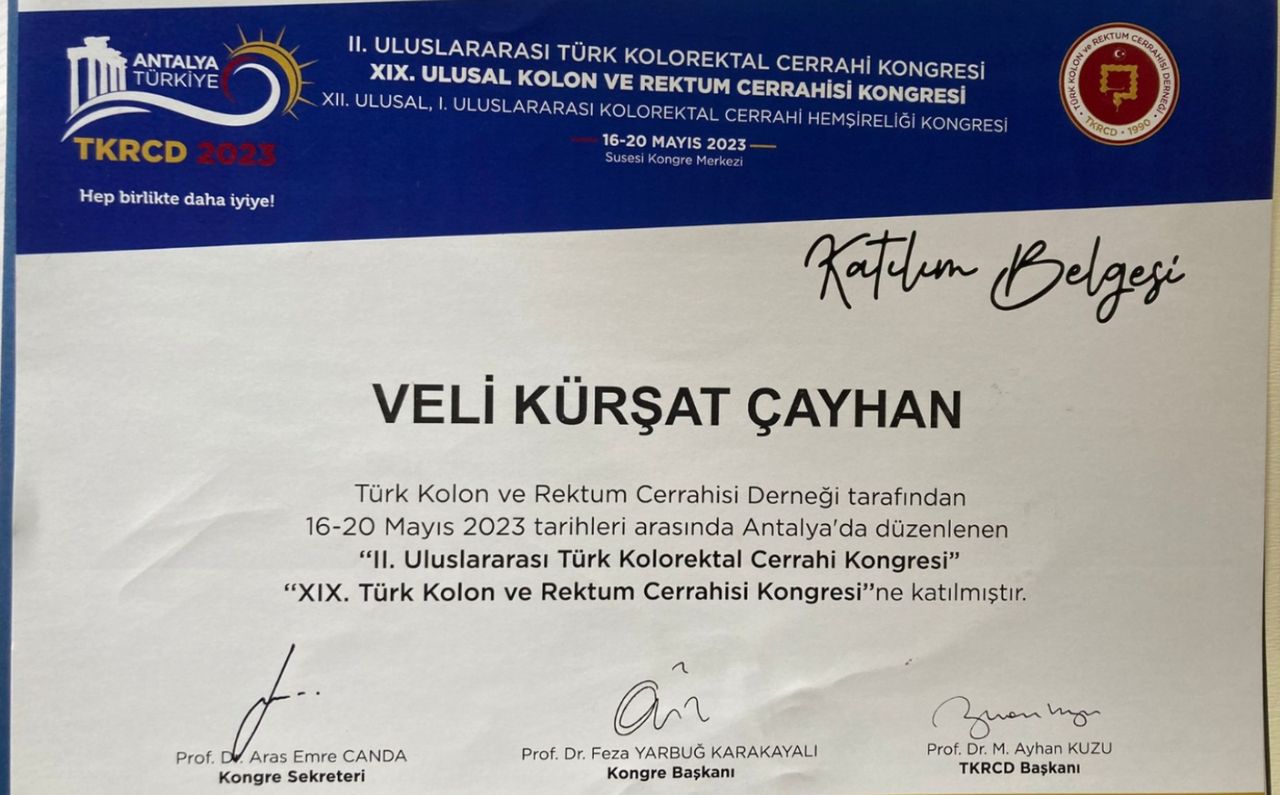 ANTALYA
TÜRKİYE
TKRCD 2023
Hep birlikte daha iyiye!
II. ULUSLARARASI TÜRK KOLOREKTAL CERRAHİ KONGRESİ
XIX. ULUSAL KOLON VE REKTUM CERRAHİSİ KONGRESİ
XII. ULUSAL, I. ULUSLARARASI KOLOREKTAL CERRAHİ HEMŞİRELİĞİ KONGRESİ
16-20 MAYIS 2023
Susesi Kongre Merkezi
TÜRK KOLON ve REKTUM CERRAHİSİ DERNEĞİ
TKRCD • 1990
Katılım Belgesi
VELİ KÜRŞAT ÇAYHAN
Türk Kolon ve Rektum Cerrahisi Derneği tarafından
16-20 Mayıs 2023 tarihleri arasında Antalya'da düzenlenen
“II. Uluslararası Türk Kolorektal Cerrahi Kongresi”
“XIX. Türk Kolon ve Rektum Cerrahisi Kongresi”ne katılmıştır.
Prof. Dr. Aras Emre CANDA
Kongre Sekreteri
Prof. Dr. Feza YARBUĞ KARAKAYALI
Kongre Başkanı
Prof. Dr. M. Ayhan KUZU
TKRCD Başkanı